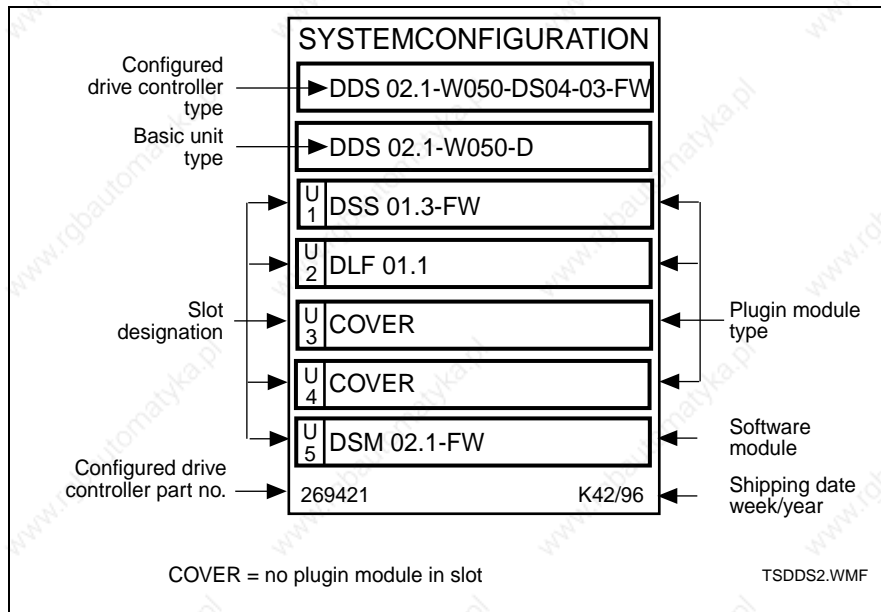 SYSTEMCONFIGURATION
Configured
drive controller
type
DDS 02.1-W050-DS04-03-FW
Basic unit
type
DDS 02.1-W050-D
U
1
DSS 01.3-FW
U
2
DLF 01.1
Slot
designation
U
3
COVER
Plugin module
type
U
4
COVER
U
5
DSM 02.1-FW
Software
module
Configured drive
controller part no.
269421
K42/96
Shipping date
week/year
COVER = no plugin module in slot
TSDDS2.WMF
www.rgbautomatyka.pl